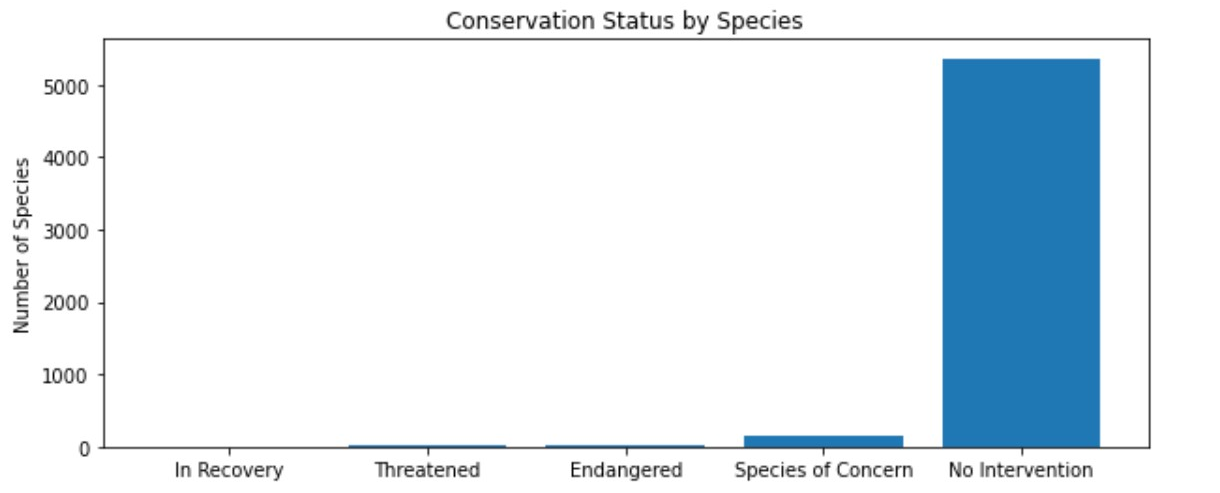 Conservation Status by Species
Number of Species
5000
4000
3000
2000
1000
0
In Recovery
Threatened
Endangered
Species of Concern
No Intervention